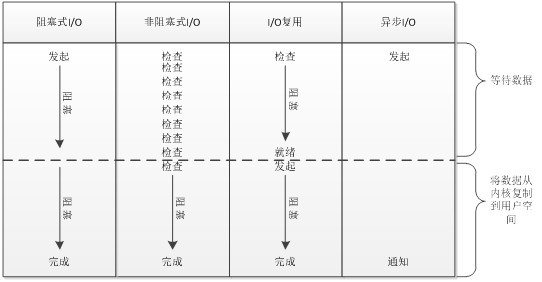 阻塞式I/O
非阻塞式I/O
I/O复用
异步I/O
发起
阻塞
阻塞
完成
检查
检查
检查
检查
检查
检查
检查
检查
检查
阻塞
完成
检查
阻塞
就绪
发起
阻塞
完成
发起
通知
等待数据
将数据从
内核复制
到用户空
间